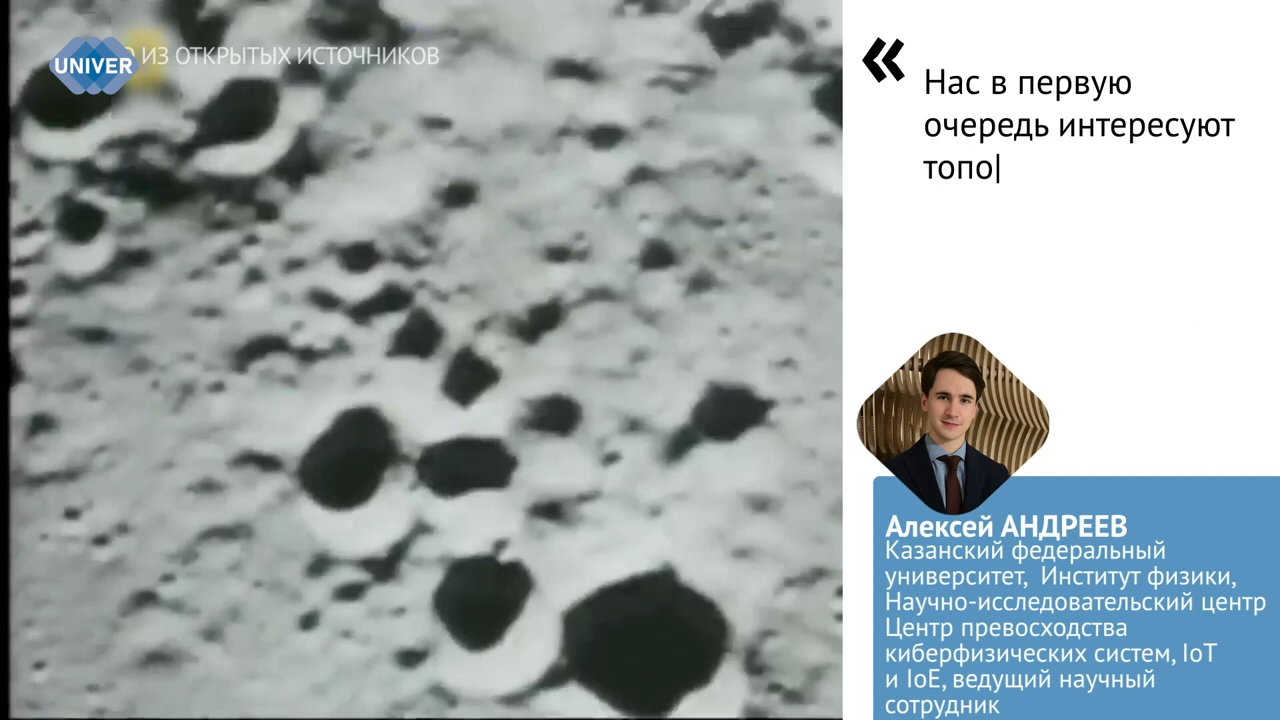 UNIVER
ИЗ ОТКРЫТЫХ ИСТОЧНИКОВ
«
Нас в первую
очередь интересуют
топо|
Алексей АНДРЕЕВ
Казанский федеральный
университет, Институт физики,
Научно-исследовательский центр
Центр превосходства
киберфизических систем, IoT
и IoE, ведущий научный
сотрудник